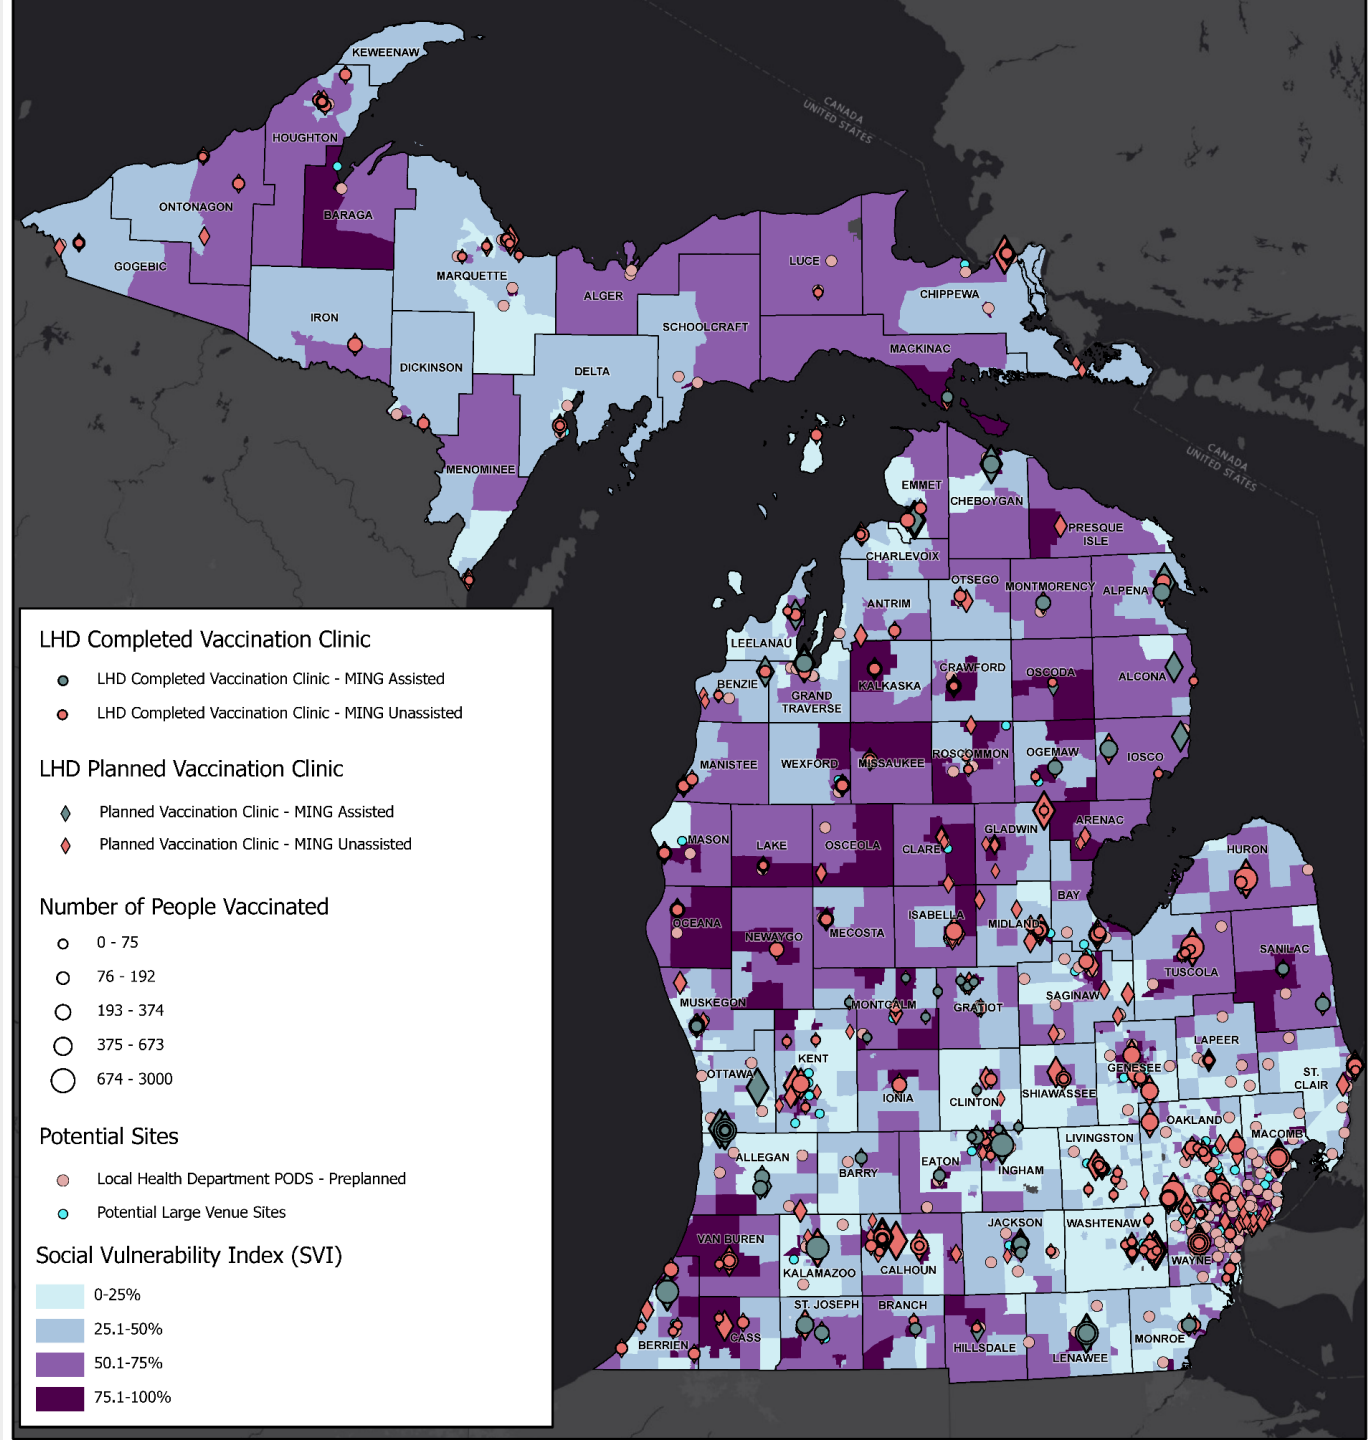 KEWEENAW
CANADA
UNITED STATES
HOUGHTON
ONTONAGON
BARAGA
GOGEBIC
MARQUETTE
LUCE
ALGER
CHIPPEWA
IRON
SCHOOLCRAFT
MACKINAC
DICKINSON
DELTA
MENOMINEE
CANADA
UNITED STATES
EMMET
CHEBOYGAN
PRESQUE
ISLE
CHARLEVOIX
OTSEGO
MONTMORENCY
ALPENA
ANTRIM
LEELANAU
BENZIE
GRAND
TRAVERSE
KALKASKA
CRAWFORD
OSCODA
ALCONA
MANISTEE
WEXFORD
MISSAUKEE
ROSCOMMON
OGEMAW
IOSCO
MASON
LAKE
OSCEOLA
CLARE
GLADWIN
ARENAC
HURON
BAY
OCEANA
NEWAYGO
MECOSTA
ISABELLA
MIDLAND
TUSCOLA
SANILAC
MUSKEGON
MONTCALM
GRATIOT
SAGINAW
LAPEER
OTTAWA
KENT
IONIA
CLINTON
SHIAWASSEE
GENESEE
ST.
CLAIR
ALLEGAN
BARRY
EATON
INGHAM
LIVINGSTON
OAKLAND
MACOMB
VAN BUREN
KALAMAZOO
CALHOUN
JACKSON
WASHTENAW
WAYNE
BERRIEN
CASS
ST. JOSEPH
BRANCH
HILLSDALE
LENAWEE
MONROE
LHD Completed Vaccination Clinic
LHD Completed Vaccination Clinic - MING Assisted
LHD Completed Vaccination Clinic - MING Unassisted
LHD Planned Vaccination Clinic
Planned Vaccination Clinic - MING Assisted
Planned Vaccination Clinic - MING Unassisted
Number of People Vaccinated
0 - 75
76 - 192
193 - 374
375 - 673
674 - 3000
Potential Sites
Local Health Department PODS - Preplanned
Potential Large Venue Sites
Social Vulnerability Index (SVI)
0-25%
25.1-50%
50.1-75%
75.1-100%